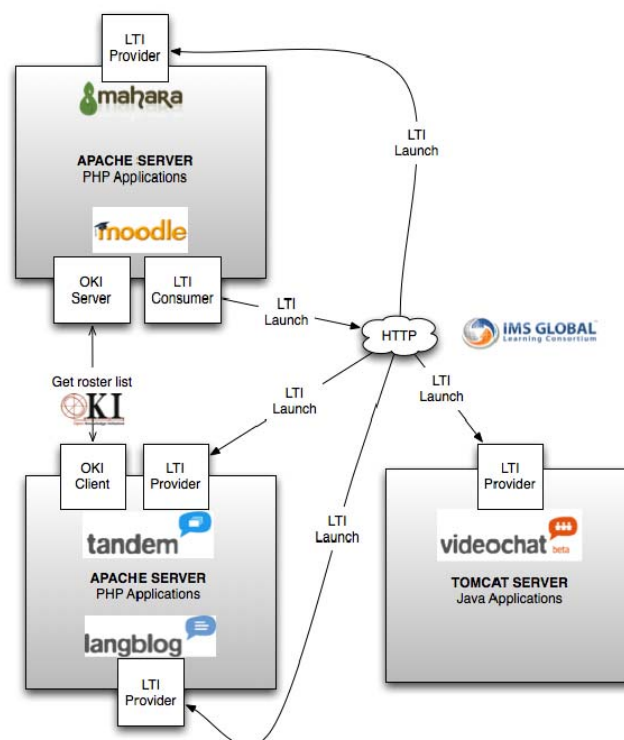 LTI
Provider
mahara
APACHE SERVER
PHP Applications
moodle
OKI
Server
LTI
Consumer
LTI
Launch
LTI
Launch
HTTP
IMS GLOBAL™
Learning Consortium
Get roster list
OKI
LTI
Launch
LTI
Launch
OKI
Client
LTI
Provider
LTI
Provider
tandem
LTI
Launch
videochat
beta
APACHE SERVER
PHP Applications
TOMCAT SERVER
Java Applications
langblog
LTI
Provider